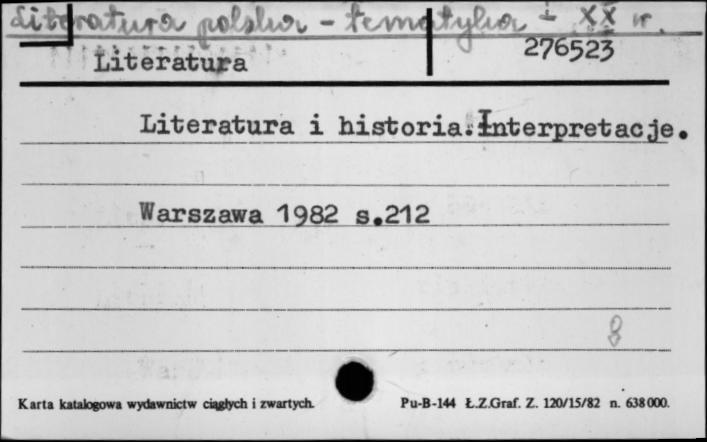 Literatura polska - tematyka - XX w.
276523
Literatura
Literatura i historia.Interpretacje.
Warszawa 1982 s.212
8
Karta katalogowa wydawnictw ciągłych i zwartych.
Pu-B-144 Ł.Z.Graf. Z. 120/15/82 n. 638000.